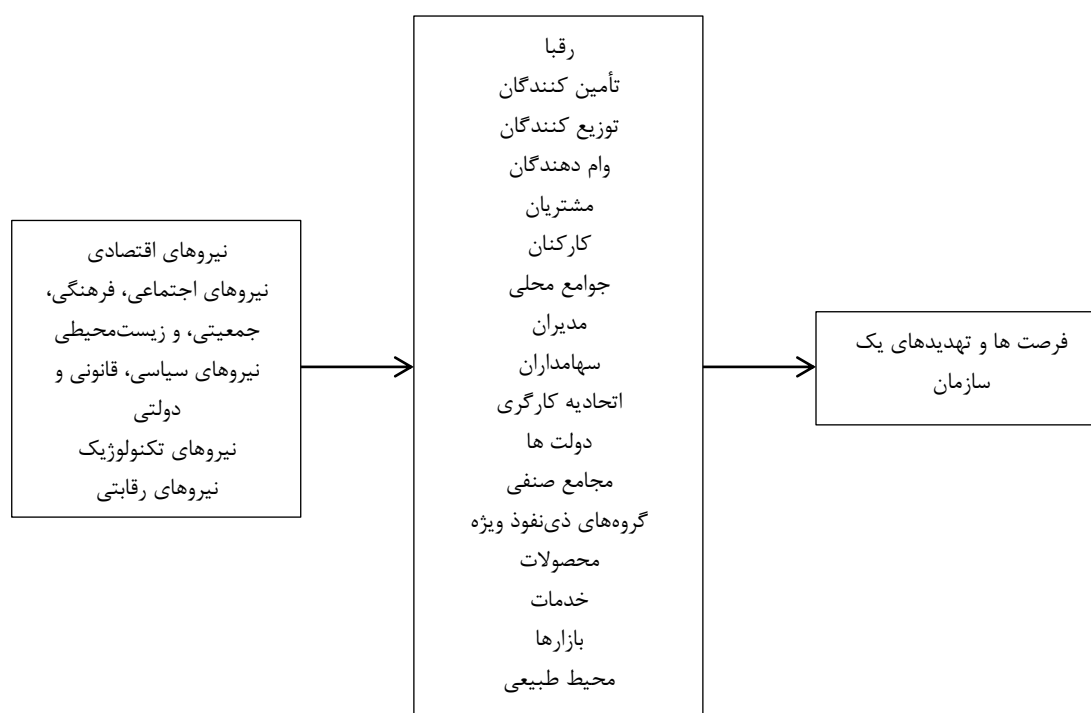 نیروهای اقتصادی
نیروهای اجتماعی، فرهنگی،
جمعیتی، و زیست‌محیطی
نیروهای سیاسی، قانونی و
دولتی
نیروهای تکنولوژیک
نیروهای رقابتی
رقبا
تأمین کنندگان
توزیع کنندگان
وام دهندگان
مشتریان
کارکنان
جوامع محلی
مدیران
سهامداران
اتحادیه کارگری
دولت ها
مجامع صنفی
گروه‌های ذی‌نفوذ ویژه
محصولات
خدمات
بازارها
محیط طبیعی
فرصت ها و تهدیدهای یک
سازمان